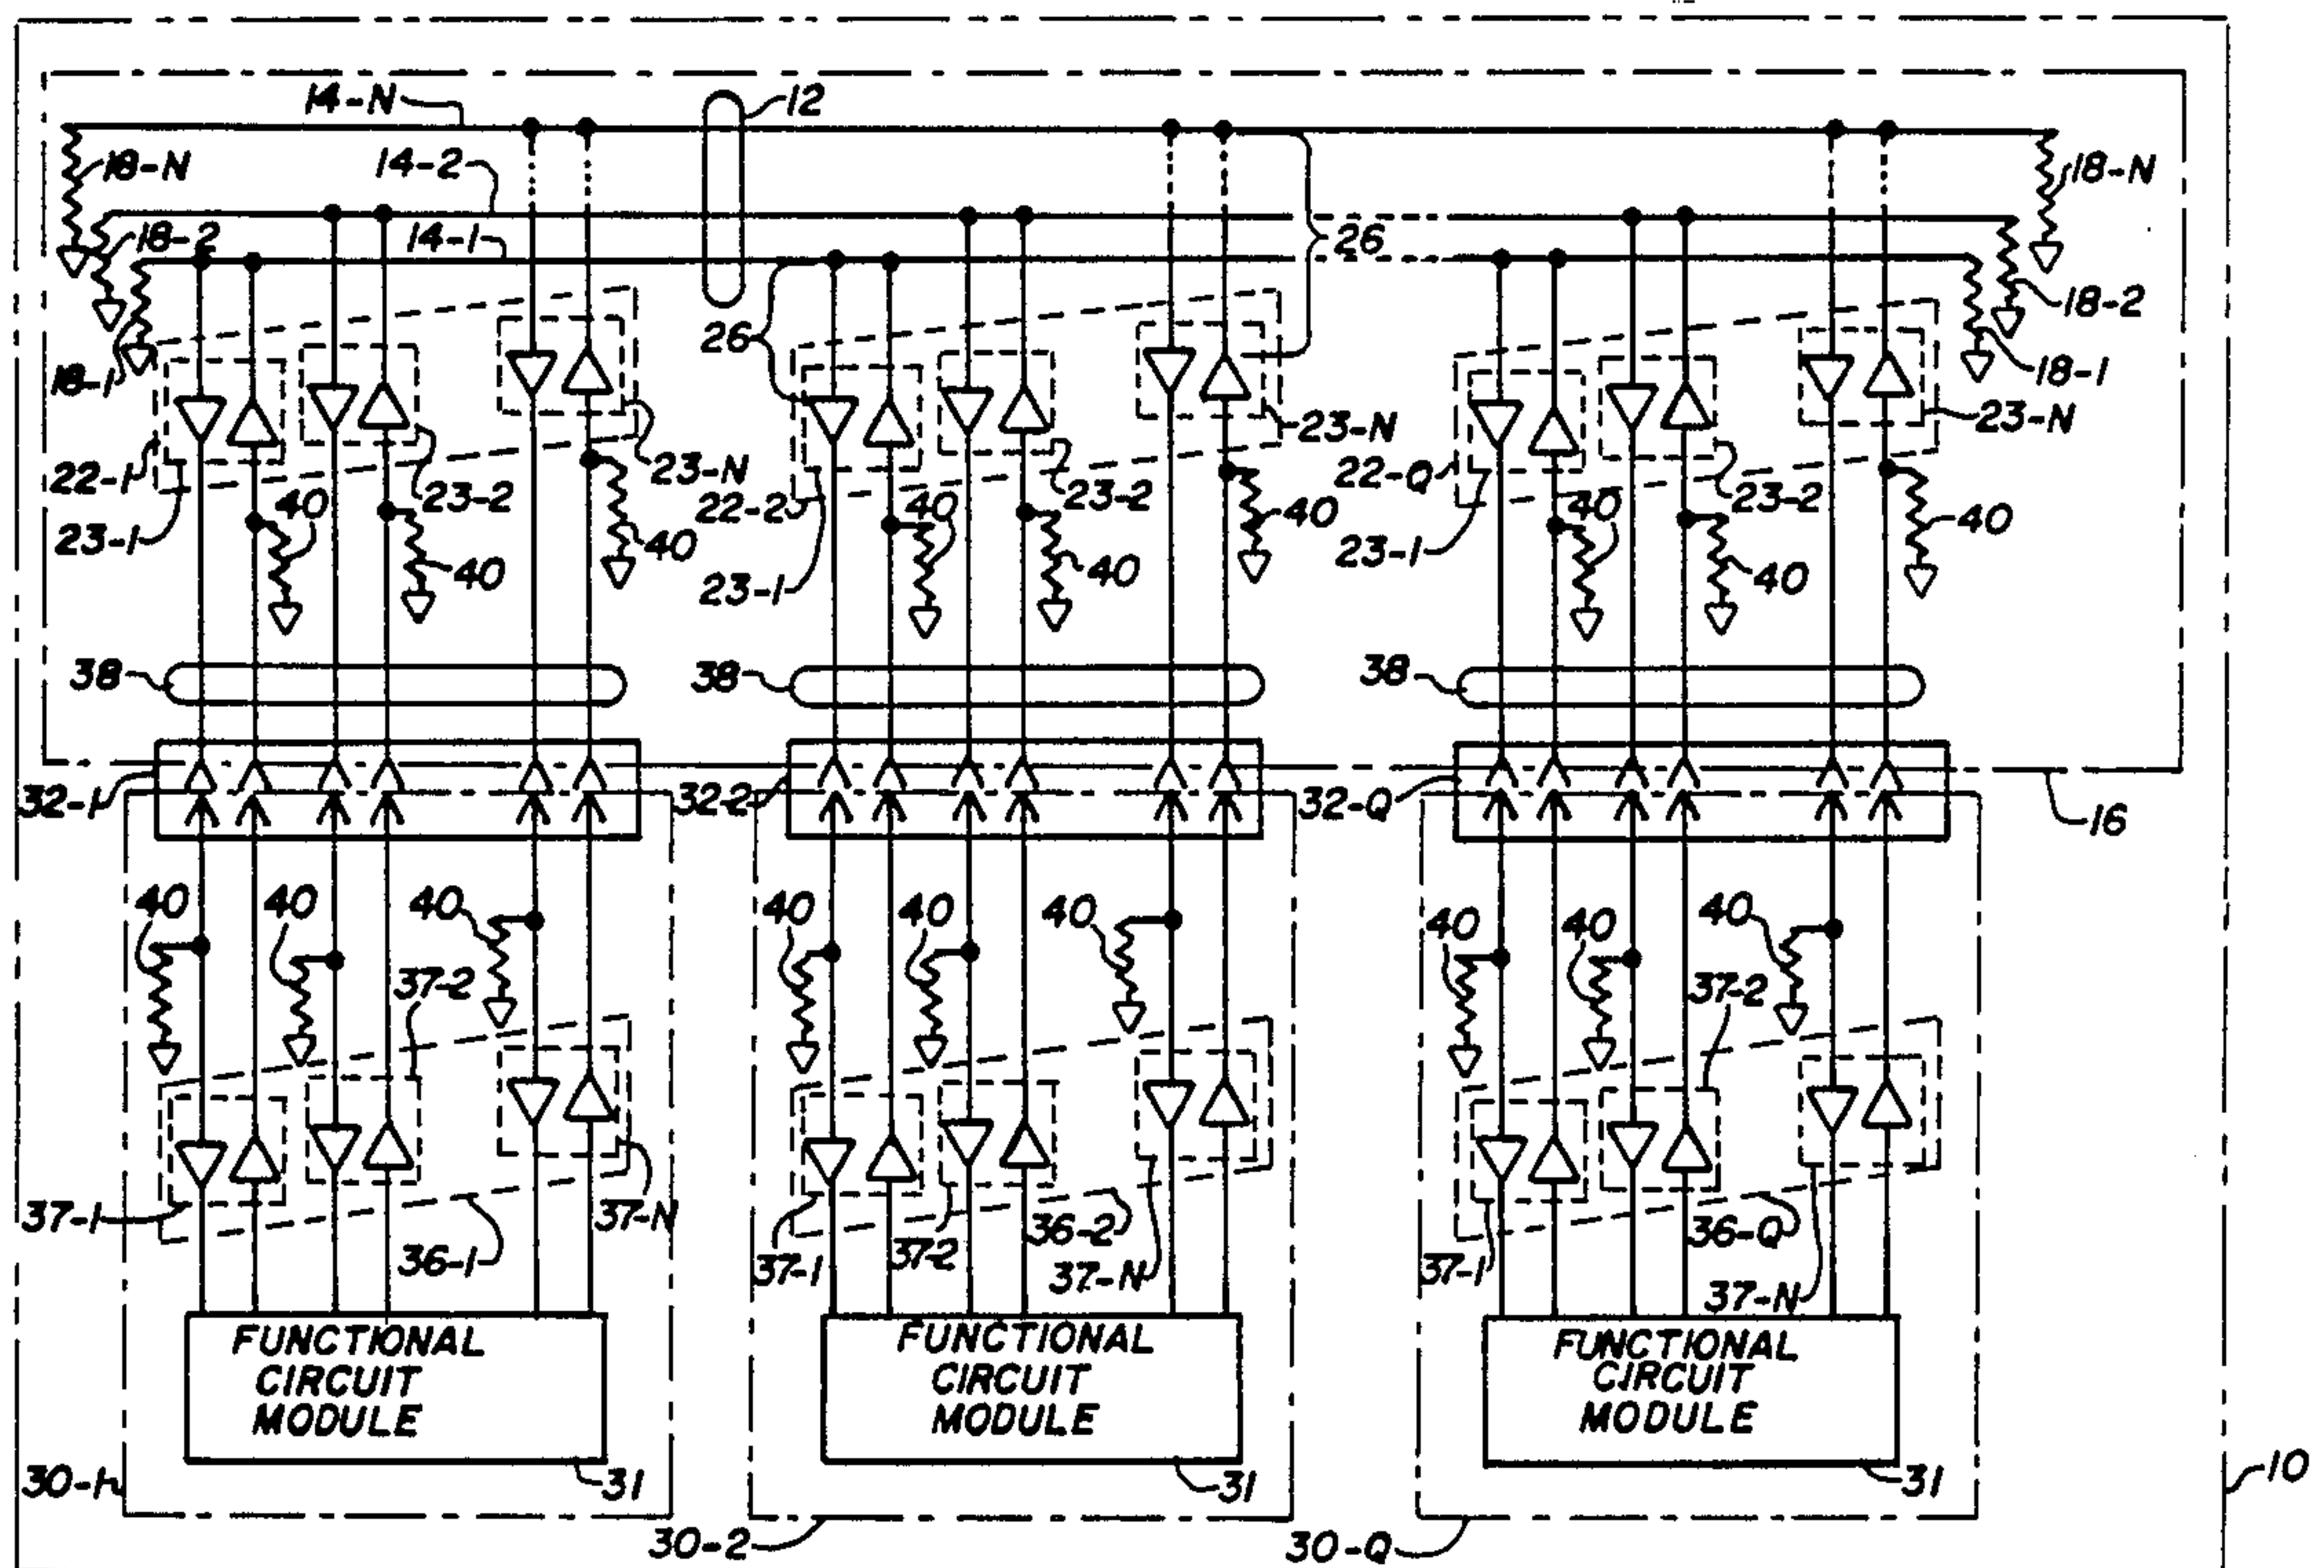 14-N
12
18-N
14-2
18-N
18-2
14-1
26
26
18-2
18-1
18-1
22-1
23-N
23-N
23-N
23-1
40
23-2
40
22-2
40
23-2
40
22-Q
40
23-2
40
40
40
40
23-1
23-1
38
38
38
32-1
32-2
32-Q
16
40
40
40
40
40
40
40
40
40
37-2
37-2
37-1
37-N
36-1
37-1
37-2
36-2
37-N
37-1
36-Q
37-N
FUNCTIONAL
CIRCUIT
MODULE
FUNCTIONAL
CIRCUIT
MODULE
FUNCTIONAL
CIRCUIT
MODULE
30-1
31
31
31
10
30-2
30-Q